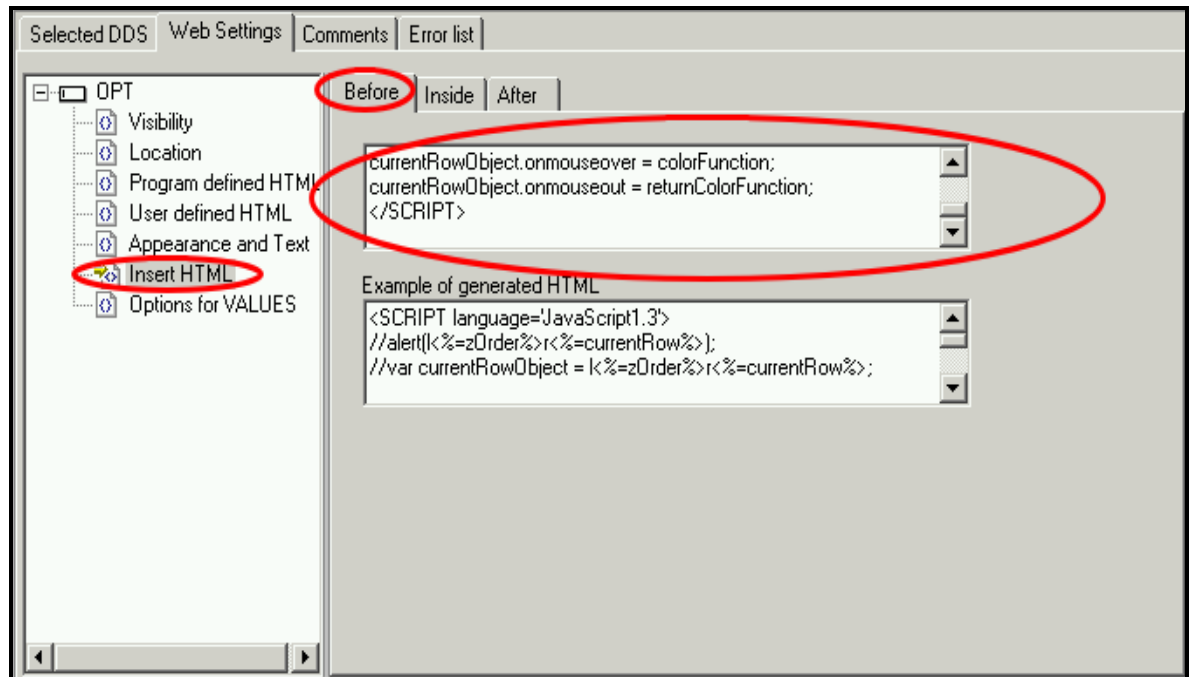 Selected DDS Web Settings Comments Error list
OPT
Visibility
Location
Program defined HTML
User defined HTML
Appearance and Text
Insert HTML
Options for VALUES
Before Inside After
currentRowObject.onmouseover = colorFunction;
currentRowObject.onmouseout = returnColorFunction;
</SCRIPT>
Example of generated HTML
<SCRIPT language='JavaScript1.3'>
//alert(l<%=zOrder%>r<%=currentRow%>);
//var currentRowObject = l<%=zOrder%>r<%=currentRow%>;